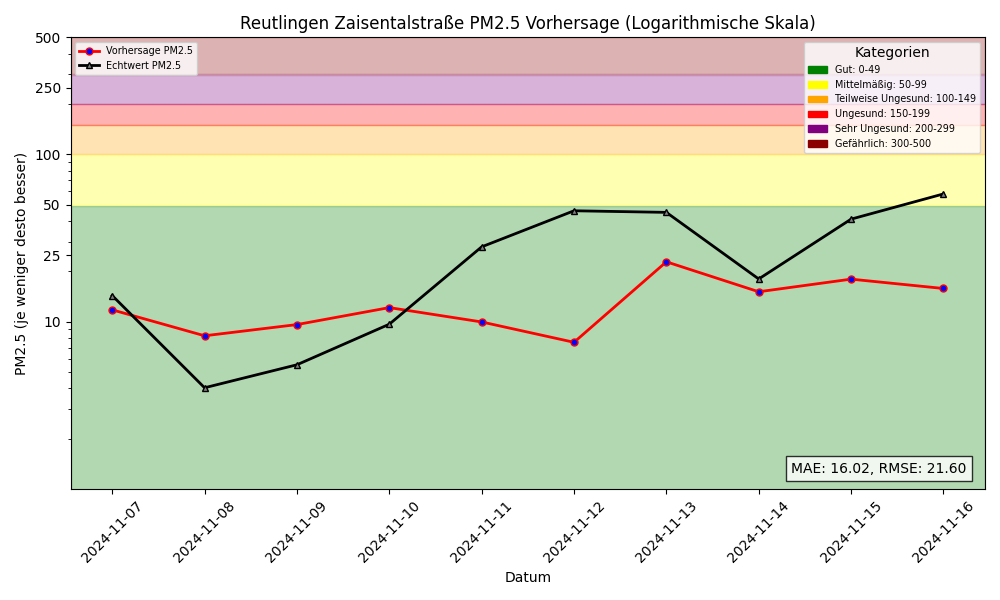 Reutlingen Zaisentalstraße PM2.5 Vorhersage (Logarithmische Skala)
Vorhersage PM2.5
Echtwert PM2.5
Kategorien
Gut: 0-49
Mittelmäßig: 50-99
Teilweise Ungesund: 100-149
Ungesund: 150-199
Sehr Ungesund: 200-299
Gefährlich: 300-500
PM2.5 (je weniger desto besser)
500
250
100
50
25
10
MAE: 16.02, RMSE: 21.60
2024-11-07
2024-11-08
2024-11-09
2024-11-10
2024-11-11
2024-11-12
2024-11-13
2024-11-14
2024-11-15
2024-11-16
Datum